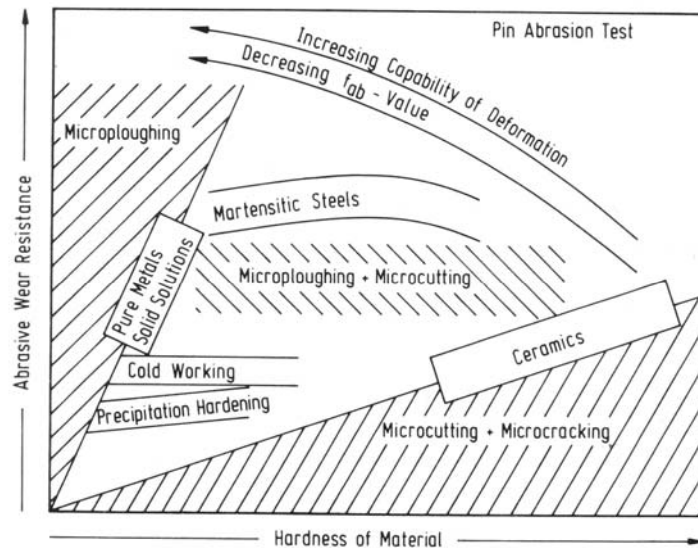 Pin Abrasion Test
Increasing Capability of Deformation
Decreasing fab - Value
Microploughing
Martensitic Steels
Pure Metals
Solid Solutions
Microploughing + Microcutting
Cold Working
Precipitation Hardening
Ceramics
Microcutting + Microcracking
Abrasive Wear Resistance
Hardness of Material